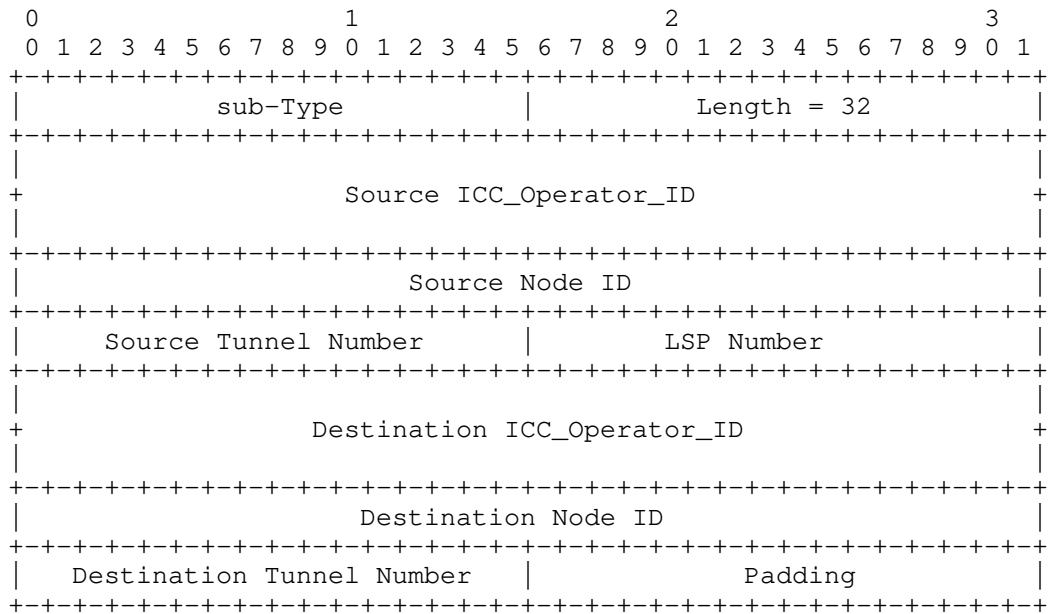 0 1 2 3
0 1 2 3 4 5 6 7 8 9 0 1 2 3 4 5 6 7 8 9 0 1 2 3 4 5 6 7 8 9 0 1
+-+-+-+-+-+-+-+-+-+-+-+-+-+-+-+-+-+-+-+-+-+-+-+-+-+-+-+-+-+-+-+-+
| sub-Type | Length = 32 |
+-+-+-+-+-+-+-+-+-+-+-+-+-+-+-+-+-+-+-+-+-+-+-+-+-+-+-+-+-+-+-+-+
| |
+ Source ICC_Operator_ID +
| |
+-+-+-+-+-+-+-+-+-+-+-+-+-+-+-+-+-+-+-+-+-+-+-+-+-+-+-+-+-+-+-+-+
| Source Node ID |
+-+-+-+-+-+-+-+-+-+-+-+-+-+-+-+-+-+-+-+-+-+-+-+-+-+-+-+-+-+-+-+-+
| Source Tunnel Number | LSP Number |
+-+-+-+-+-+-+-+-+-+-+-+-+-+-+-+-+-+-+-+-+-+-+-+-+-+-+-+-+-+-+-+-+
| |
+ Destination ICC_Operator_ID +
| |
+-+-+-+-+-+-+-+-+-+-+-+-+-+-+-+-+-+-+-+-+-+-+-+-+-+-+-+-+-+-+-+-+
| Destination Node ID |
+-+-+-+-+-+-+-+-+-+-+-+-+-+-+-+-+-+-+-+-+-+-+-+-+-+-+-+-+-+-+-+-+
| Destination Tunnel Number | Padding |
+-+-+-+-+-+-+-+-+-+-+-+-+-+-+-+-+-+-+-+-+-+-+-+-+-+-+-+-+-+-+-+-+